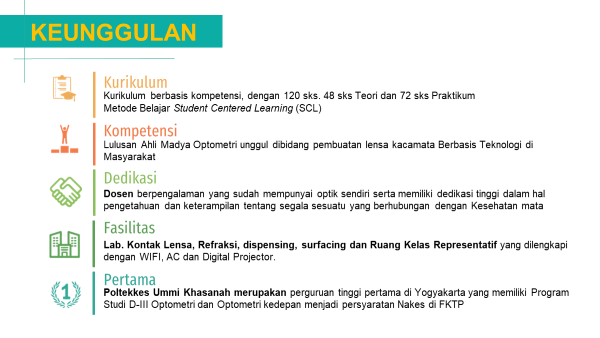 KEUNGGULAN
Kurikulum
Kurikulum berbasis kompetensi, dengan 120 sks. 48 sks Teori dan 72 sks Praktikum
Metode Belajar Student Centered Learning (SCL)
Kompetensi
Lulusan Ahli Madya Optometri unggul dibidang pembuatan lensa kacamata Berbasis Teknologi di
Masyarakat
Dedikasi
Dosen berpengalaman yang sudah mempunyai optik sendiri serta memiliki dedikasi tinggi dalam hal
pengetahuan dan keterampilan tentang segala sesuatu yang berhubungan dengan Kesehatan mata
Fasilitas
Lab. Kontak Lensa, Refraksi, dispensing, surfacing dan Ruang Kelas Representatif yang dilengkapi
dengan WIFI, AC dan Digital Projector.
1
Pertama
Poltekkes Ummi Khasanah merupakan perguruan tinggi pertama di Yogyakarta yang memiliki Program
Studi D-III Optometri dan Optometri kedepan menjadi persyaratan Nakes di FKTP